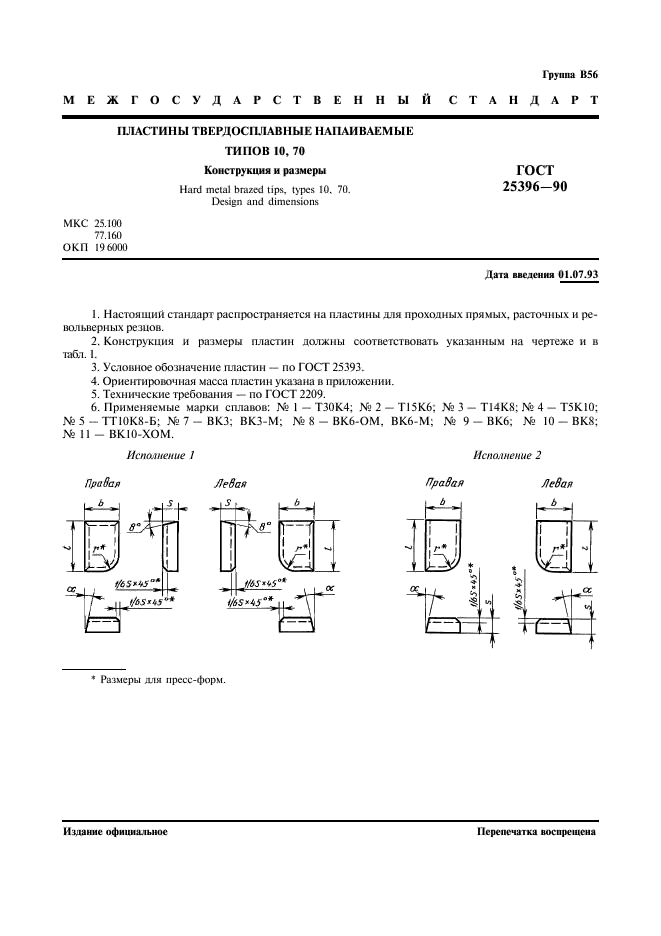 Группа В56
МЕЖГОСУДАРСТВЕННЫЙ СТАНДАРТ
ПЛАСТИНЫ ТВЕРДОСПЛАВНЫЕ НАПАИВАЕМЫЕ
ТИПОВ 10, 70
Конструкция и размеры
Hard metal brazed tips, types 10, 70.
Design and dimensions
ГОСТ
25396—90
МКС 25.100
77.160
ОКП 19 6000
Дата введения 01.07.93
1. Настоящий стандарт распространяется на пластины для проходных прямых, расточных и ре-
вольверных резцов.
2. Конструкция и размеры пластин должны соответствовать указанным на чертеже и в
табл. 1.
3. Условное обозначение пластин — по ГОСТ 25393.
4. Ориентировочная масса пластин указана в приложении.
5. Технические требования — по ГОСТ 2209.
6. Применяемые марки сплавов: № 1 — Т30К4; № 2 — Т15К6; № 3 — Т14К8; № 4 — Т5К10;
№ 5 — ТТ10К8-Б; № 7 — ВК3; ВК3-М; № 8 — ВК6-ОМ, ВК6-М; № 9 — ВК6; № 10 — ВК8;
№ 11 — ВК10-ХОМ.
Исполнение 1
Исполнение 2
Правая
Левая
Правая
Левая
b
s
s
b
b
b
8°
8°
l
r*
r*
l
l
r*
r*
l
1/6S×45°*
1/6S×45°*
1/6S×45°*
1/6S×45°*
α
α
α
1/6S×45°*
s
1/6S×45°*
α
s
* Размеры для пресс-форм.
Издание официальное
Перепечатка воспрещена